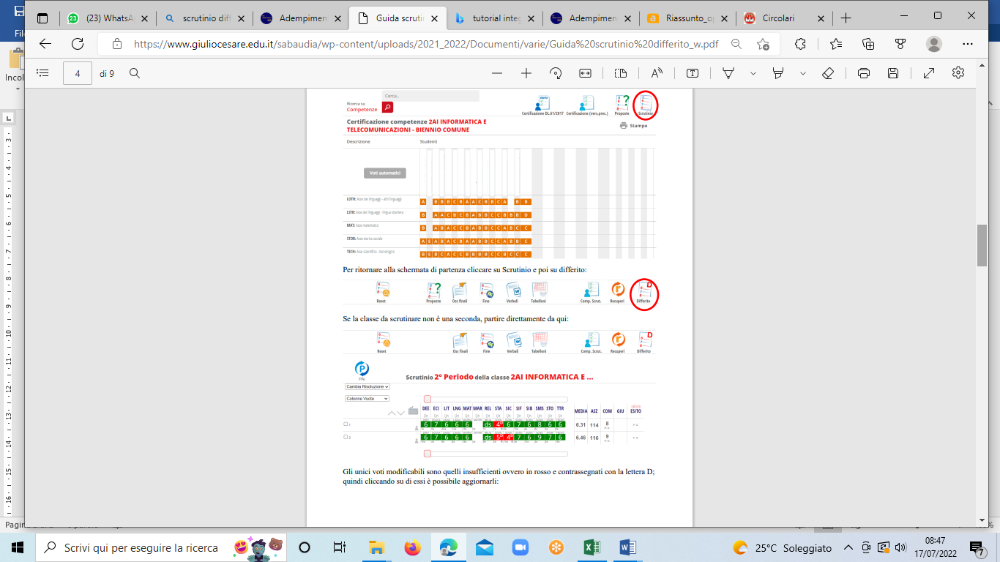 (23) WhatsA
scrutinio diff
Adempimen
Guida scrutin
tutorial integ
Adempimen
Riassunto_op
Circolari
Fil
https://www.giuliocesare.edu.it/sabaudia/wp-content/uploads/2021_2022/Documenti/varie/Guida%20scrutinio%20differito_w.pdf
Incol
4 di 9
Cerca..
Ricerca su
Competenze
Certificazione DL.61/2017 Certificazione (vers.prec.) Proposte Scrutinio
Certificazione competenze 2AI INFORMATICA E
TELECOMUNICAZIONI - BIENNIO COMUNE
Stampe
Descrizione Studenti
Voti automatici
LOTH: Asse dei linguaggi - altri linguaggi A B B B C B A A C B B C A B B
LSTR: Asse dei linguaggi - lingua straniera B A A C B C B A B B C C B B B D
MAT: Asse matematico B A B B C C B A B B C C A B C C
STOR: Asse storico sociale A E A B A C B A A B B C A B B C
TECH: Asse scientifico - tecnologico B E B C A C C B B B B C C B C C C
Per ritornare alla schermata di partenza cliccare su Scrutinio e poi su differito:
Reset Proposte Oss finali Fine Verbali Tabelloni Comp. Scrut. Recuperi Differito
Se la classe da scrutinare non è una seconda, partire direttamente da qui:
Reset Oss finali Fine Verbali Tabelloni Comp. Scrut. Recuperi Differito
Scrutinio 2° Periodo della classe 2AI INFORMATICA E ...
Cambia Risoluzione
Colonne Vuote
DEE ECI LIT LNG MAT MAR REL STA SIC SIF SIB SMS STO TTR MEDIA ASZ COM GIU ESITO
1 6 7 6 6 6 ds 4D 6 7 6 8 6 6 6.31 114 8
2 6 7 6 6 6 ds 5D 4D 7 6 9 7 6 6.46 116 9
Gli unici voti modificabili sono quelli insufficienti ovvero in rosso e contrassegnati con la lettera D;
quindi cliccando su di essi è possibile aggiornarli:
Scrivi qui per eseguire la ricerca
25°C Soleggiato
08:47
17/07/2022
7